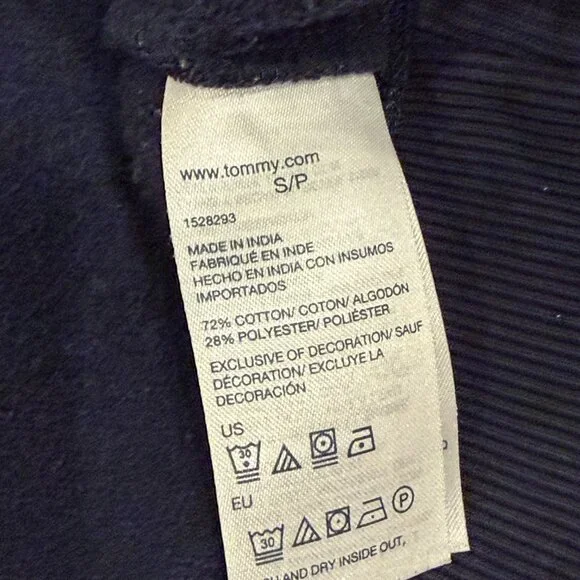 www.tommy.com
S/P
1528293
MADE IN INDIA
FABRIQUÉ EN INDE
HECHO EN INDIA CON INSUMOS
IMPORTADOS
72% COTTON/ COTON/ ALGODÓN
28% POLYESTER/ POLIÉSTER
EXCLUSIVE OF DECORATION/ SAUF
DÉCORATION/ EXCLUYE LA
DECORACIÓN
US
30
EU
30
P
AND DRY INSIDE OUT,